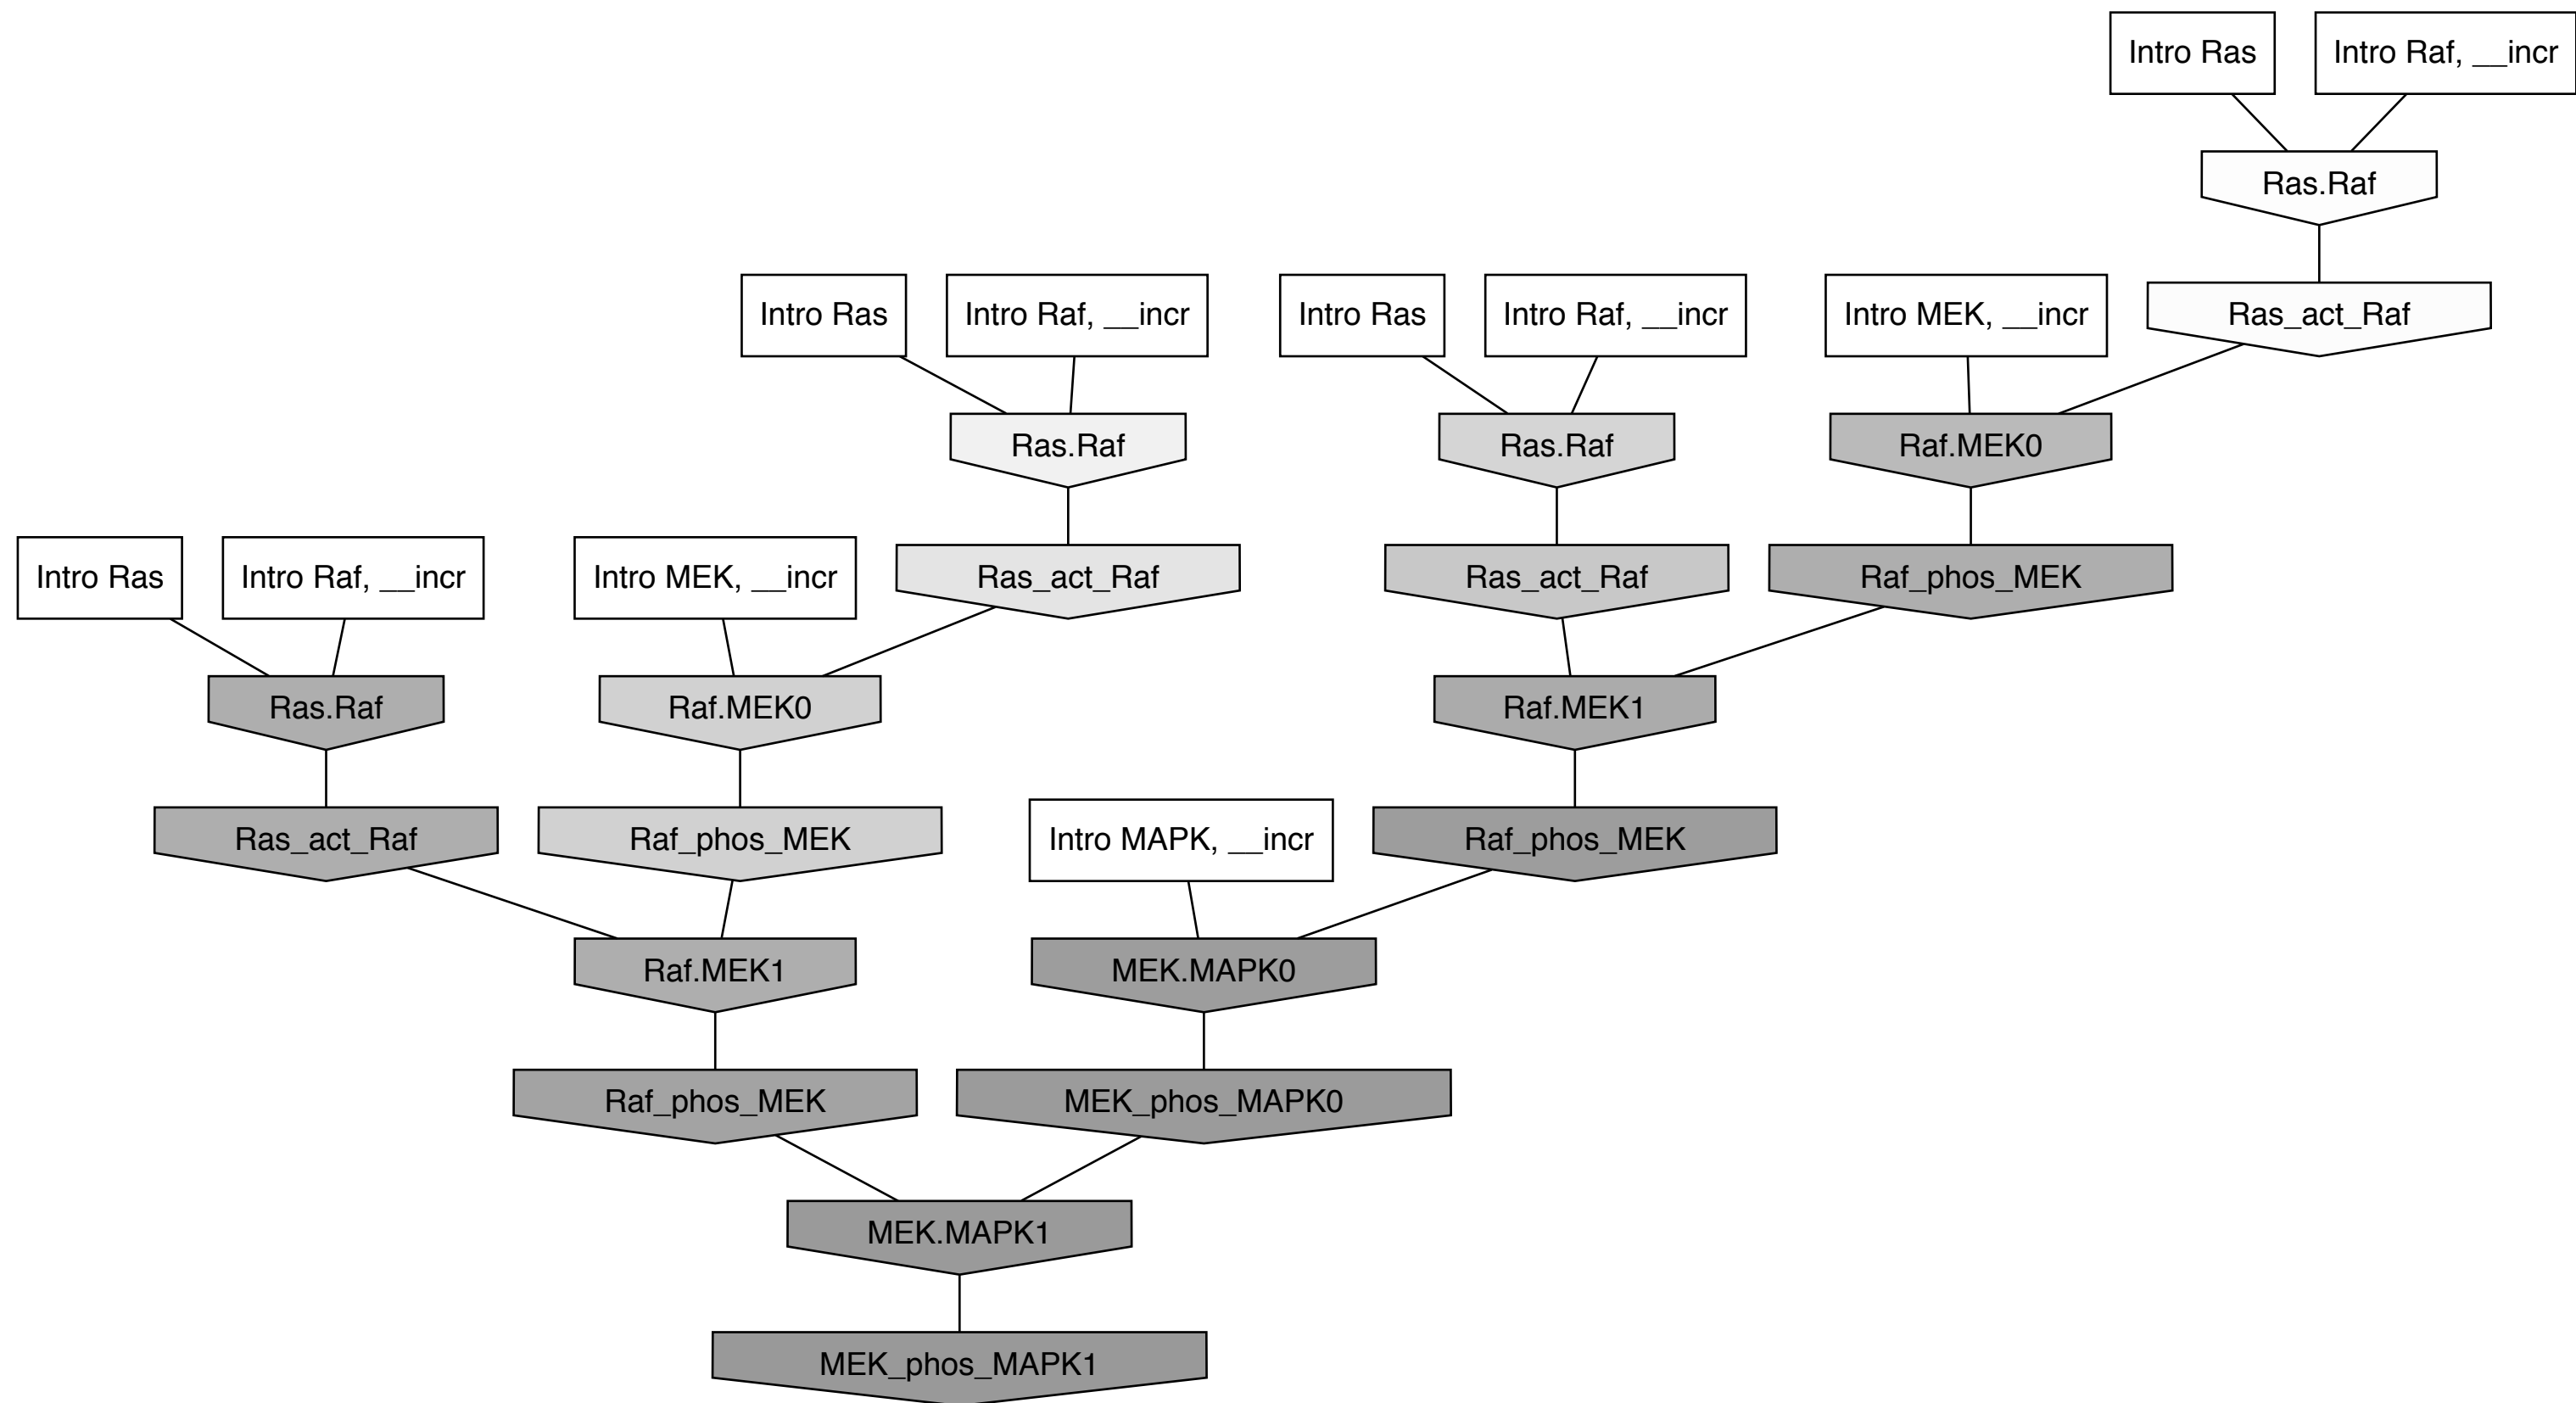 Intro Ras
Intro Raf, __incr
Ras.Raf
Intro Ras
Intro Raf, __incr
Intro Ras
Intro Raf, __incr
Intro MEK, __incr
Ras_act_Raf
Ras.Raf
Ras.Raf
Raf.MEK0
Intro Ras
Intro Raf, __incr
Intro MEK, __incr
Ras_act_Raf
Ras_act_Raf
Raf_phos_MEK
Ras.Raf
Raf.MEK0
Raf.MEK1
Ras_act_Raf
Raf_phos_MEK
Intro MAPK, __incr
Raf_phos_MEK
Raf.MEK1
MEK.MAPK0
Raf_phos_MEK
MEK_phos_MAPK0
MEK.MAPK1
MEK_phos_MAPK1